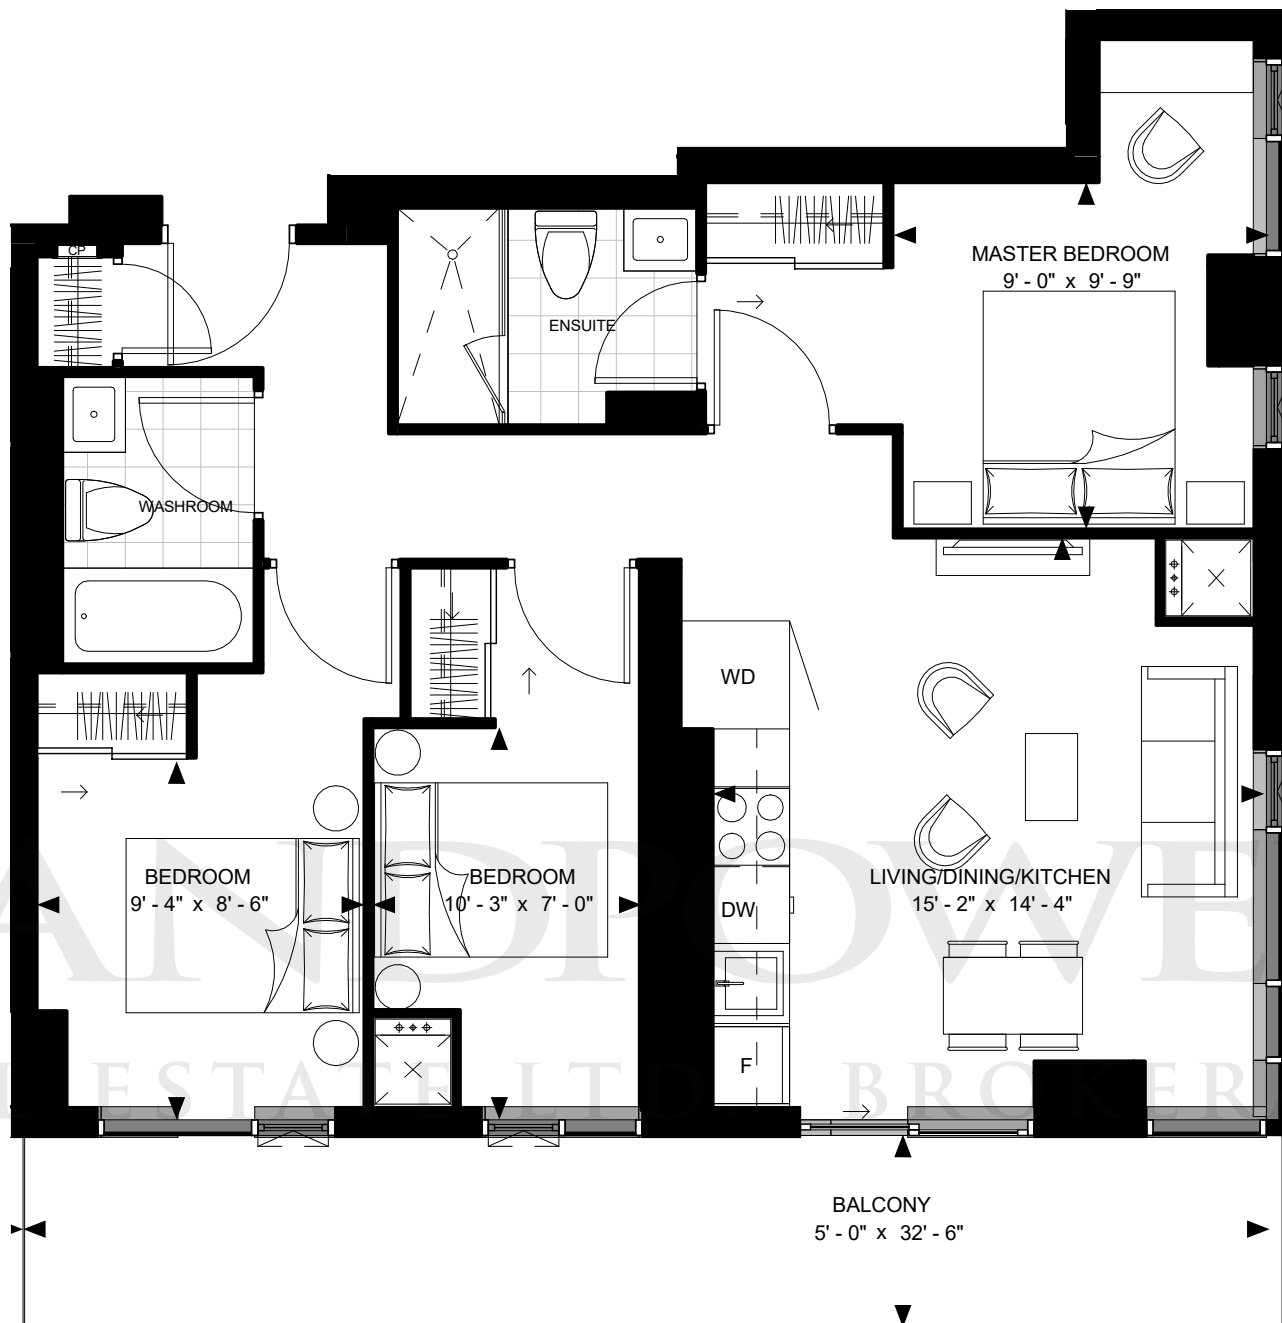 CP
MASTER BEDROOM
9' - 0" x 9' - 9"
ENSUITE
WASHROOM
WD
BEDROOM
9' - 4" x 8' - 6"
BEDROOM
10' - 3" x 7' - 0"
LIVING/DINING/KITCHEN
15' - 2" x 14' - 4"
DW
F
ANDPOWE
L ESTATE LTD. BROKER
BALCONY
5' - 0" x 32' - 6"